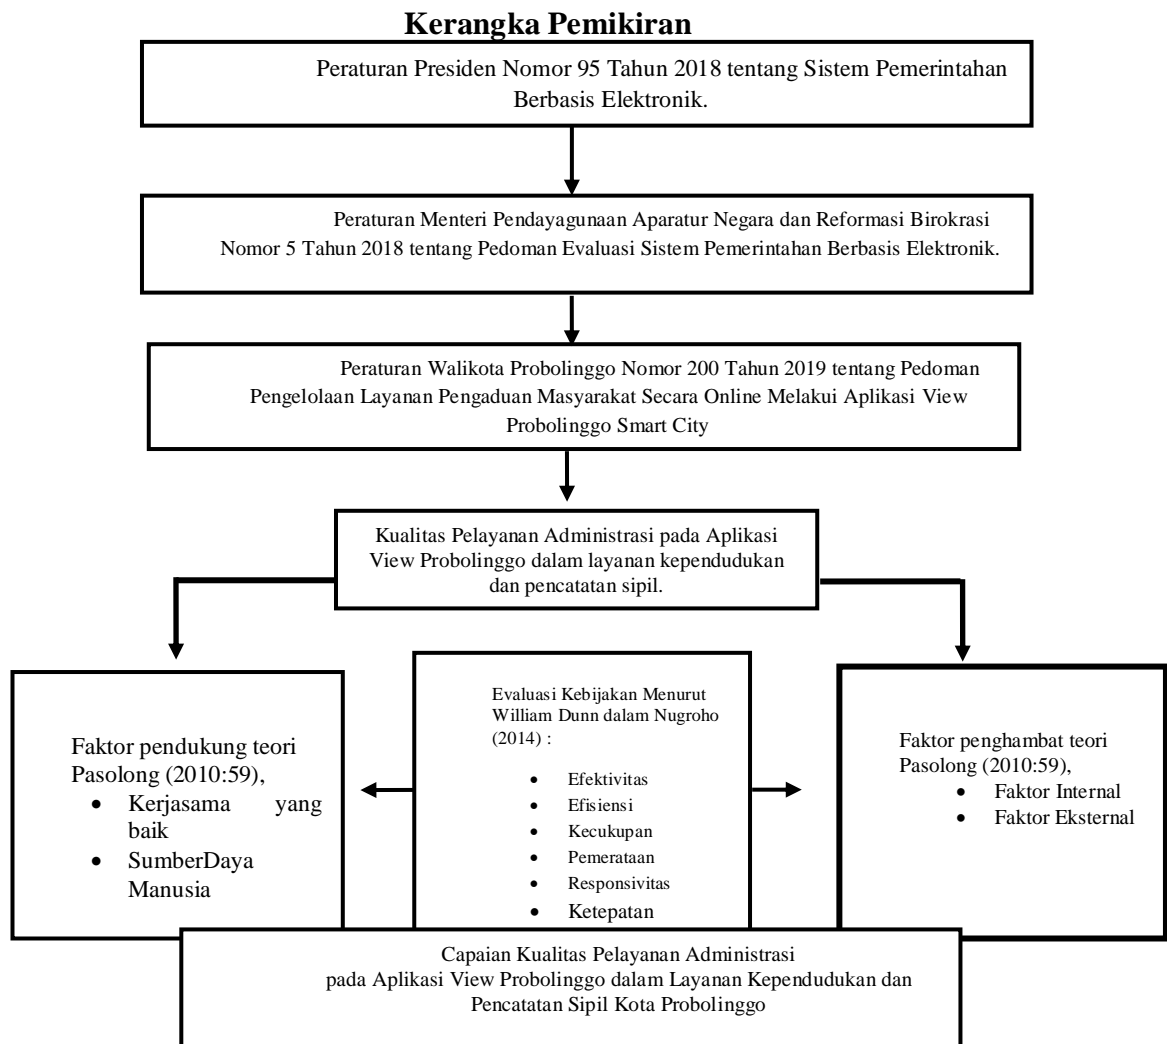 Kerangka Pemikiran
Peraturan Presiden Nomor 95 Tahun 2018 tentang Sistem Pemerintahan
Berbasis Elektronik.
Peraturan Menteri Pendayagunaan Aparatur Negara dan Reformasi Birokrasi
Nomor 5 Tahun 2018 tentang Pedoman Evaluasi Sistem Pemerintahan Berbasis Elektronik.
Peraturan Walikota Probolinggo Nomor 200 Tahun 2019 tentang Pedoman
Pengelolaan Layanan Pengaduan Masyarakat Secara Online Melakui Aplikasi View
Probolinggo Smart City
Kualitas Pelayanan Administrasi pada Aplikasi
View Probolinggo dalam layanan kependudukan
dan pencatatan sipil.
Faktor pendukung teori
Pasolong (2010:59),
• Kerjasama yang
baik
• SumberDaya
Manusia
Evaluasi Kebijakan Menurut
William Dunn dalam Nugroho
(2014) :
• Efektivitas
• Efisiensi
• Kecukupan
• Pemerataan
• Responsivitas
• Ketepatan
Faktor penghambat teori
Pasolong (2010:59),
• Faktor Internal
• Faktor Eksternal
Capaian Kualitas Pelayanan Administrasi
pada Aplikasi View Probolinggo dalam Layanan Kependudukan dan
Pencatatan Sipil Kota Probolinggo